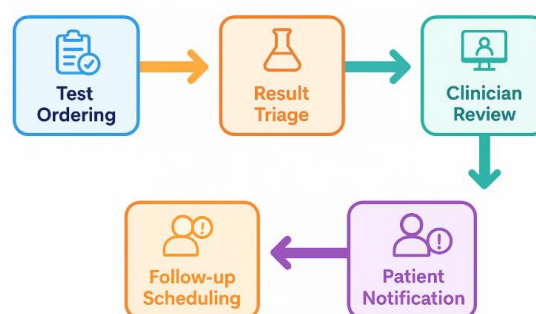 Test
Ordering
Result
Triage
Clinician
Review
Follow-up
Scheduling
Patient
Notification